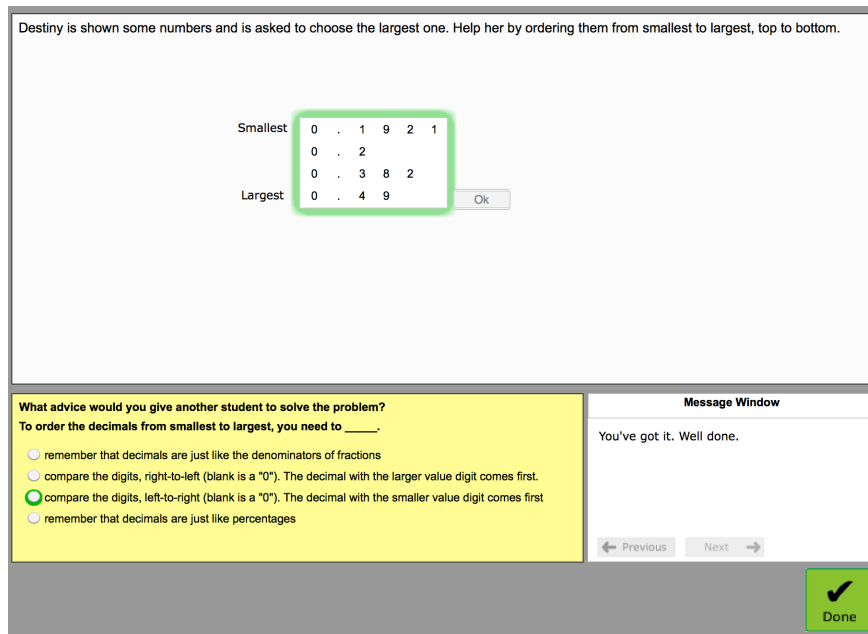 Destiny is shown some numbers and is asked to choose the largest one. Help her by ordering them from smallest to largest, top to bottom.
Smallest 0 . 1 9 2 1
0 . 2
0 . 3 8 2
Largest 0 . 4 9
Ok
What advice would you give another student to solve the problem?
To order the decimals from smallest to largest, you need to _____.
remember that decimals are just like the denominators of fractions
compare the digits, right-to-left (blank is a "0"). The decimal with the larger value digit comes first.
compare the digits, left-to-right (blank is a "0"). The decimal with the smaller value digit comes first
remember that decimals are just like percentages
Message Window
You've got it. Well done.
Previous Next
Done